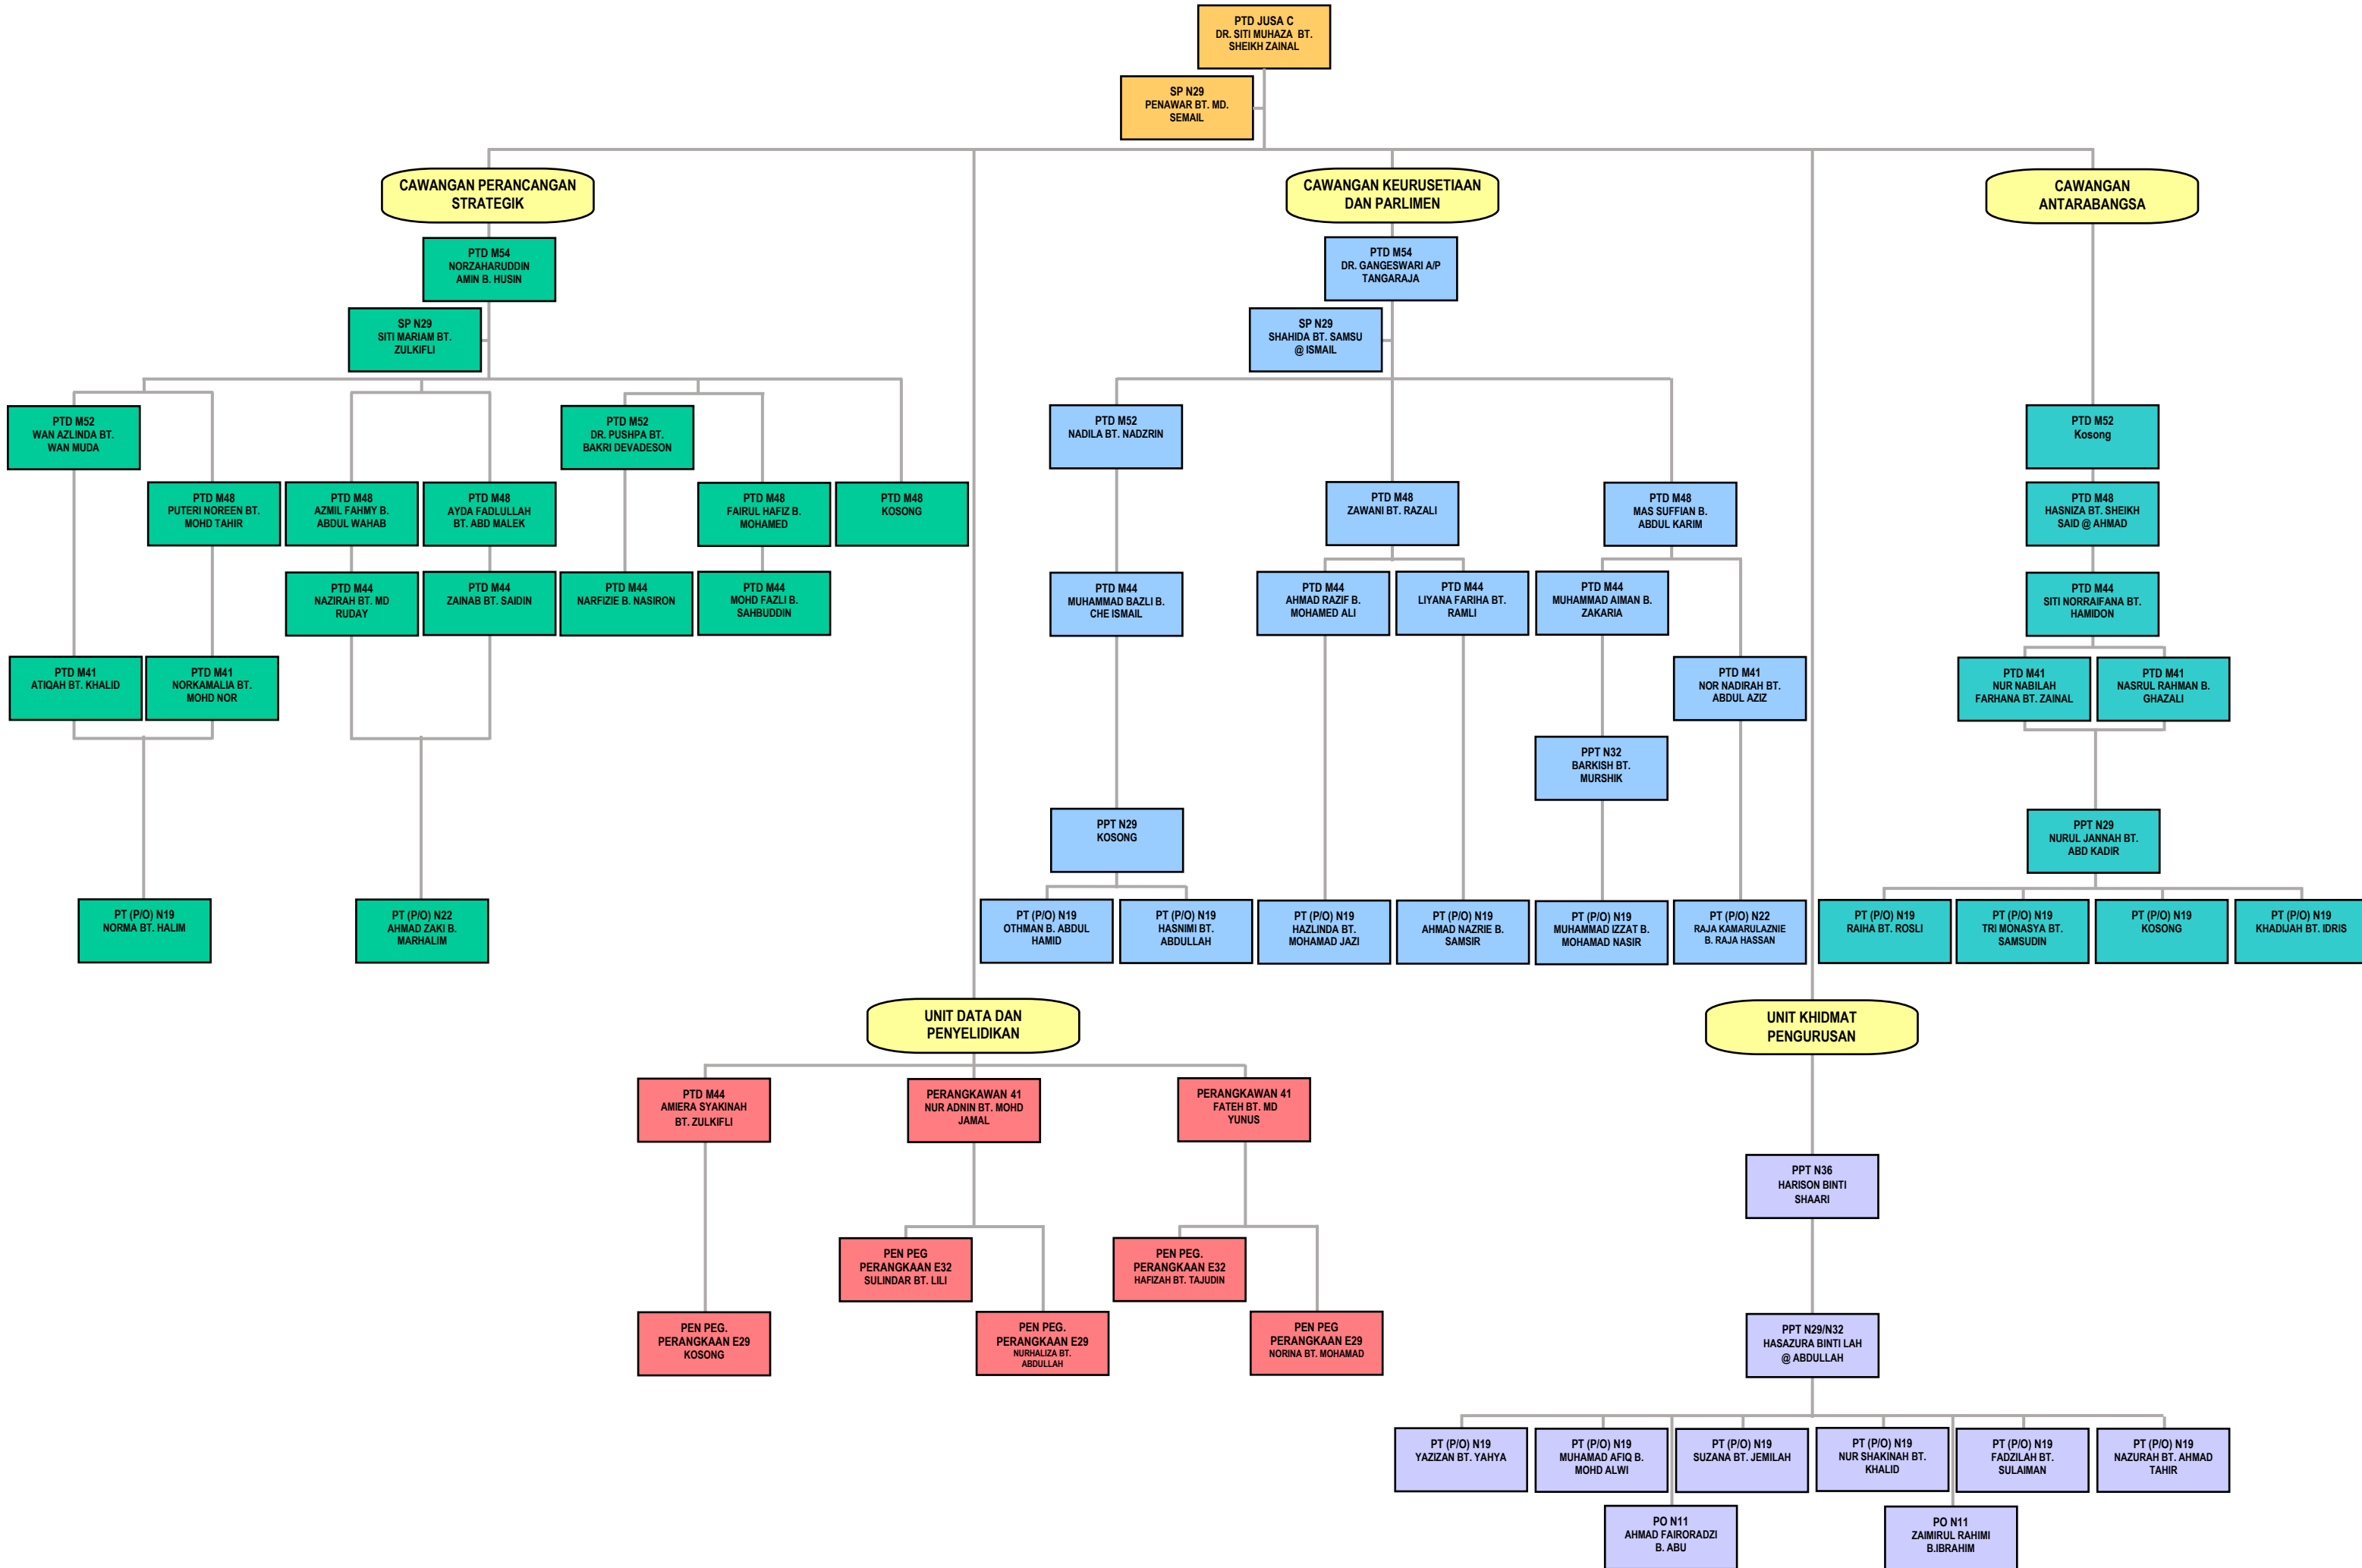 PTD JUSA C
DR. SITI MUHAZA BT.
SHEIKH ZAINAL
SP N29
PENAWAR BT. MD.
SEMAIL
CAWANGAN PERANCANGAN
STRATEGIK
PTD M54
NORZAHARUDDIN
AMIN B. HUSIN
SP N29
SITI MARIAM BT.
ZULKIFLI
PTD M52
WAN AZLINDA BT.
WAN MUDA
PTD M52
DR. PUSHPA BT.
BAKRI DEVADESON
PTD M48
PUTERI NOREEN BT.
MOHD TAHIR
PTD M48
AZMIL FAHMY B.
ABDUL WAHAB
PTD M48
AYDA FADLULLAH
BT. ABD MALEK
PTD M48
FAIRUL HAFIZ B.
MOHAMED
PTD M48
KOSONG
PTD M44
NAZIRAH BT. MD
RUDAY
PTD M44
ZAINAB BT. SAIDIN
PTD M44
NARFIZIE B. NASIRON
PTD M44
MOHD FAZLI B.
SAHBUDDIN
PTD M41
ATIQAH BT. KHALID
PTD M41
NORKAMALIA BT.
MOHD NOR
PT (P/O) N19
NORMA BT. HALIM
PT (P/O) N22
AHMAD ZAKI B.
MARHALIM
CAWANGAN KEURUSETIAAN
DAN PARLIMEN
PTD M54
DR. GANGESWARI A/P
TANGARAJA
SP N29
SHAHIDA BT. SAMSU
@ ISMAIL
PTD M52
NADILA BT. NADZRIN
PTD M48
ZAWANI BT. RAZALI
PTD M48
MAS SUFFIAN B.
ABDUL KARIM
PTD M44
MUHAMMAD BAZLI B.
CHE ISMAIL
PTD M44
AHMAD RAZIF B.
MOHAMED ALI
PTD M44
LIYANA FARIHA BT.
RAMLI
PTD M44
MUHAMMAD AIMAN B.
ZAKARIA
PTD M41
NOR NADIRAH BT.
ABDUL AZIZ
PPT N32
BARKISH BT.
MURSHIK
PPT N29
KOSONG
PT (P/O) N19
OTHMAN B. ABDUL
HAMID
PT (P/O) N19
HASNIMI BT.
ABDULLAH
PT (P/O) N19
HAZLINDA BT.
MOHAMAD JAZI
PT (P/O) N19
AHMAD NAZRIE B.
SAMSIR
PT (P/O) N19
MUHAMMAD IZZAT B.
MOHAMAD NASIR
PT (P/O) N22
RAJA KAMARULAZNIE
B. RAJA HASSAN
CAWANGAN
ANTARABANGSA
PTD M52
Kosong
PTD M48
HASNIZA BT. SHEIKH
SAID @ AHMAD
PTD M44
SITI NORRAIFANA BT.
HAMIDON
PTD M41
NUR NABILAH
FARHANA BT. ZAINAL
PTD M41
NASRUL RAHMAN B.
GHAZALI
PPT N29
NURUL JANNAH BT.
ABD KADIR
PT (P/O) N19
RAIHA BT. ROSLI
PT (P/O) N19
TRI MONASYA BT.
SAMSUDIN
PT (P/O) N19
KOSONG
PT (P/O) N19
KHADIJAH BT. IDRIS
UNIT DATA DAN
PENYELIDIKAN
PTD M44
AMIERA SYAKINAH
BT. ZULKIFLI
PERANGKAWAN 41
NUR ADNIN BT. MOHD
JAMAL
PERANGKAWAN 41
FATEH BT. MD
YUNUS
PEN PEG
PERANGKAAN E32
SULINDAR BT. LILI
PEN PEG.
PERANGKAAN E32
HAFIZAH BT. TAJUDIN
PEN PEG.
PERANGKAAN E29
KOSONG
PEN PEG.
PERANGKAAN E29
NURHALIZA BT.
ABDULLAH
PEN PEG
PERANGKAAN E29
NORINA BT. MOHAMAD
UNIT KHIDMAT
PENGURUSAN
PPT N36
HARISON BINTI
SHAARI
PPT N29/N32
HASAZURA BINTI LAH
@ ABDULLAH
PT (P/O) N19
YAZIZAN BT. YAHYA
PT (P/O) N19
MUHAMAD AFIQ B.
MOHD ALWI
PT (P/O) N19
SUZANA BT. JEMILAH
PT (P/O) N19
NUR SHAKINAH BT.
KHALID
PT (P/O) N19
FADZILAH BT.
SULAIMAN
PT (P/O) N19
NAZURAH BT. AHMAD
TAHIR
PO N11
AHMAD FAIRORADZI
B. ABU
PO N11
ZAIMIRUL RAHIMI
B.IBRAHIM